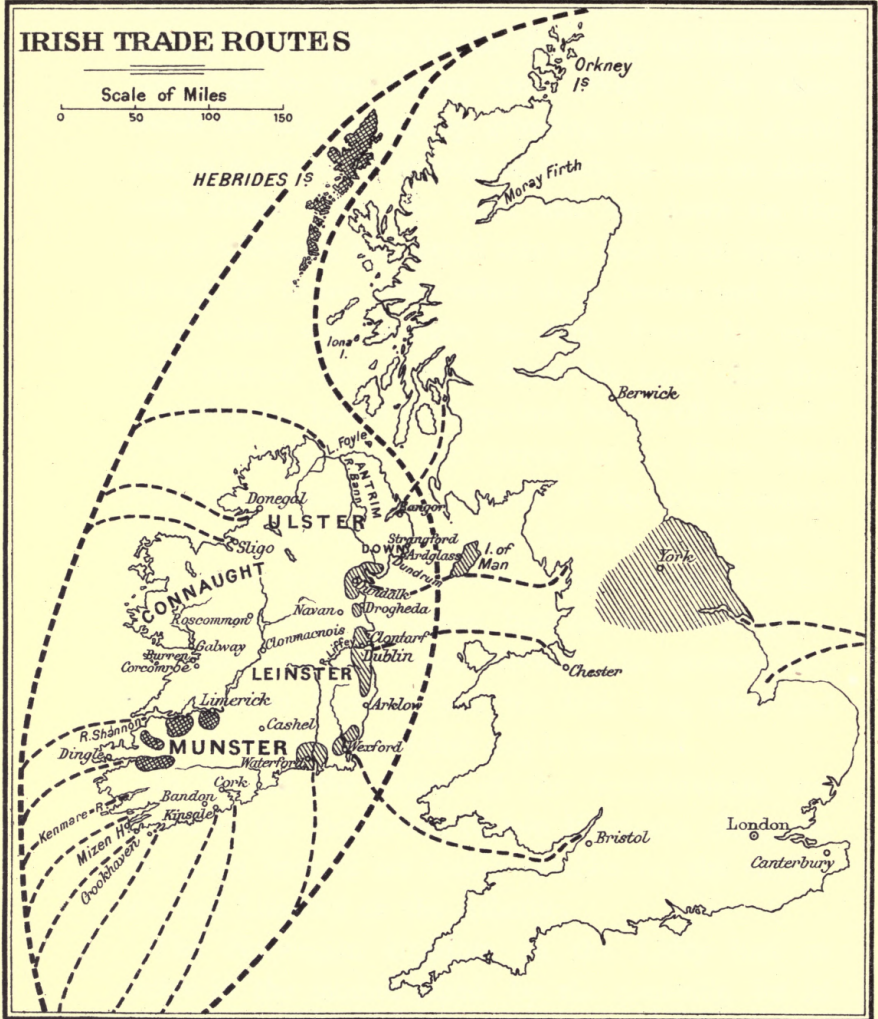 IRISH TRADE ROUTES
Scale of Miles
0 50 100 150
Orkney
Is
HEBRIDES Is
Moray Firth
Iona
I.
Berwick
L. Foyle
ANTRIM
R. Bann
Donegal
Bangor
ULSTER
Strangford
Sligo
DOWN
Ardglass
I. of
Man
York
Dundrum
CONNAUGHT
Dundalk
Navan
Drogheda
Roscommon
Clonmacnois
Clontarf
Galway
R. Liffey
Dublin
Burren
Corcomroe
LEINSTER
Chester
Limerick
Arklow
R. Shannon
Cashel
Dingle
MUNSTER
Wexford
Waterford
Cork
Bandon
Kinsale
Kenmare R.
Mizen Hd
Crookhaven
Bristol
London
Canterbury